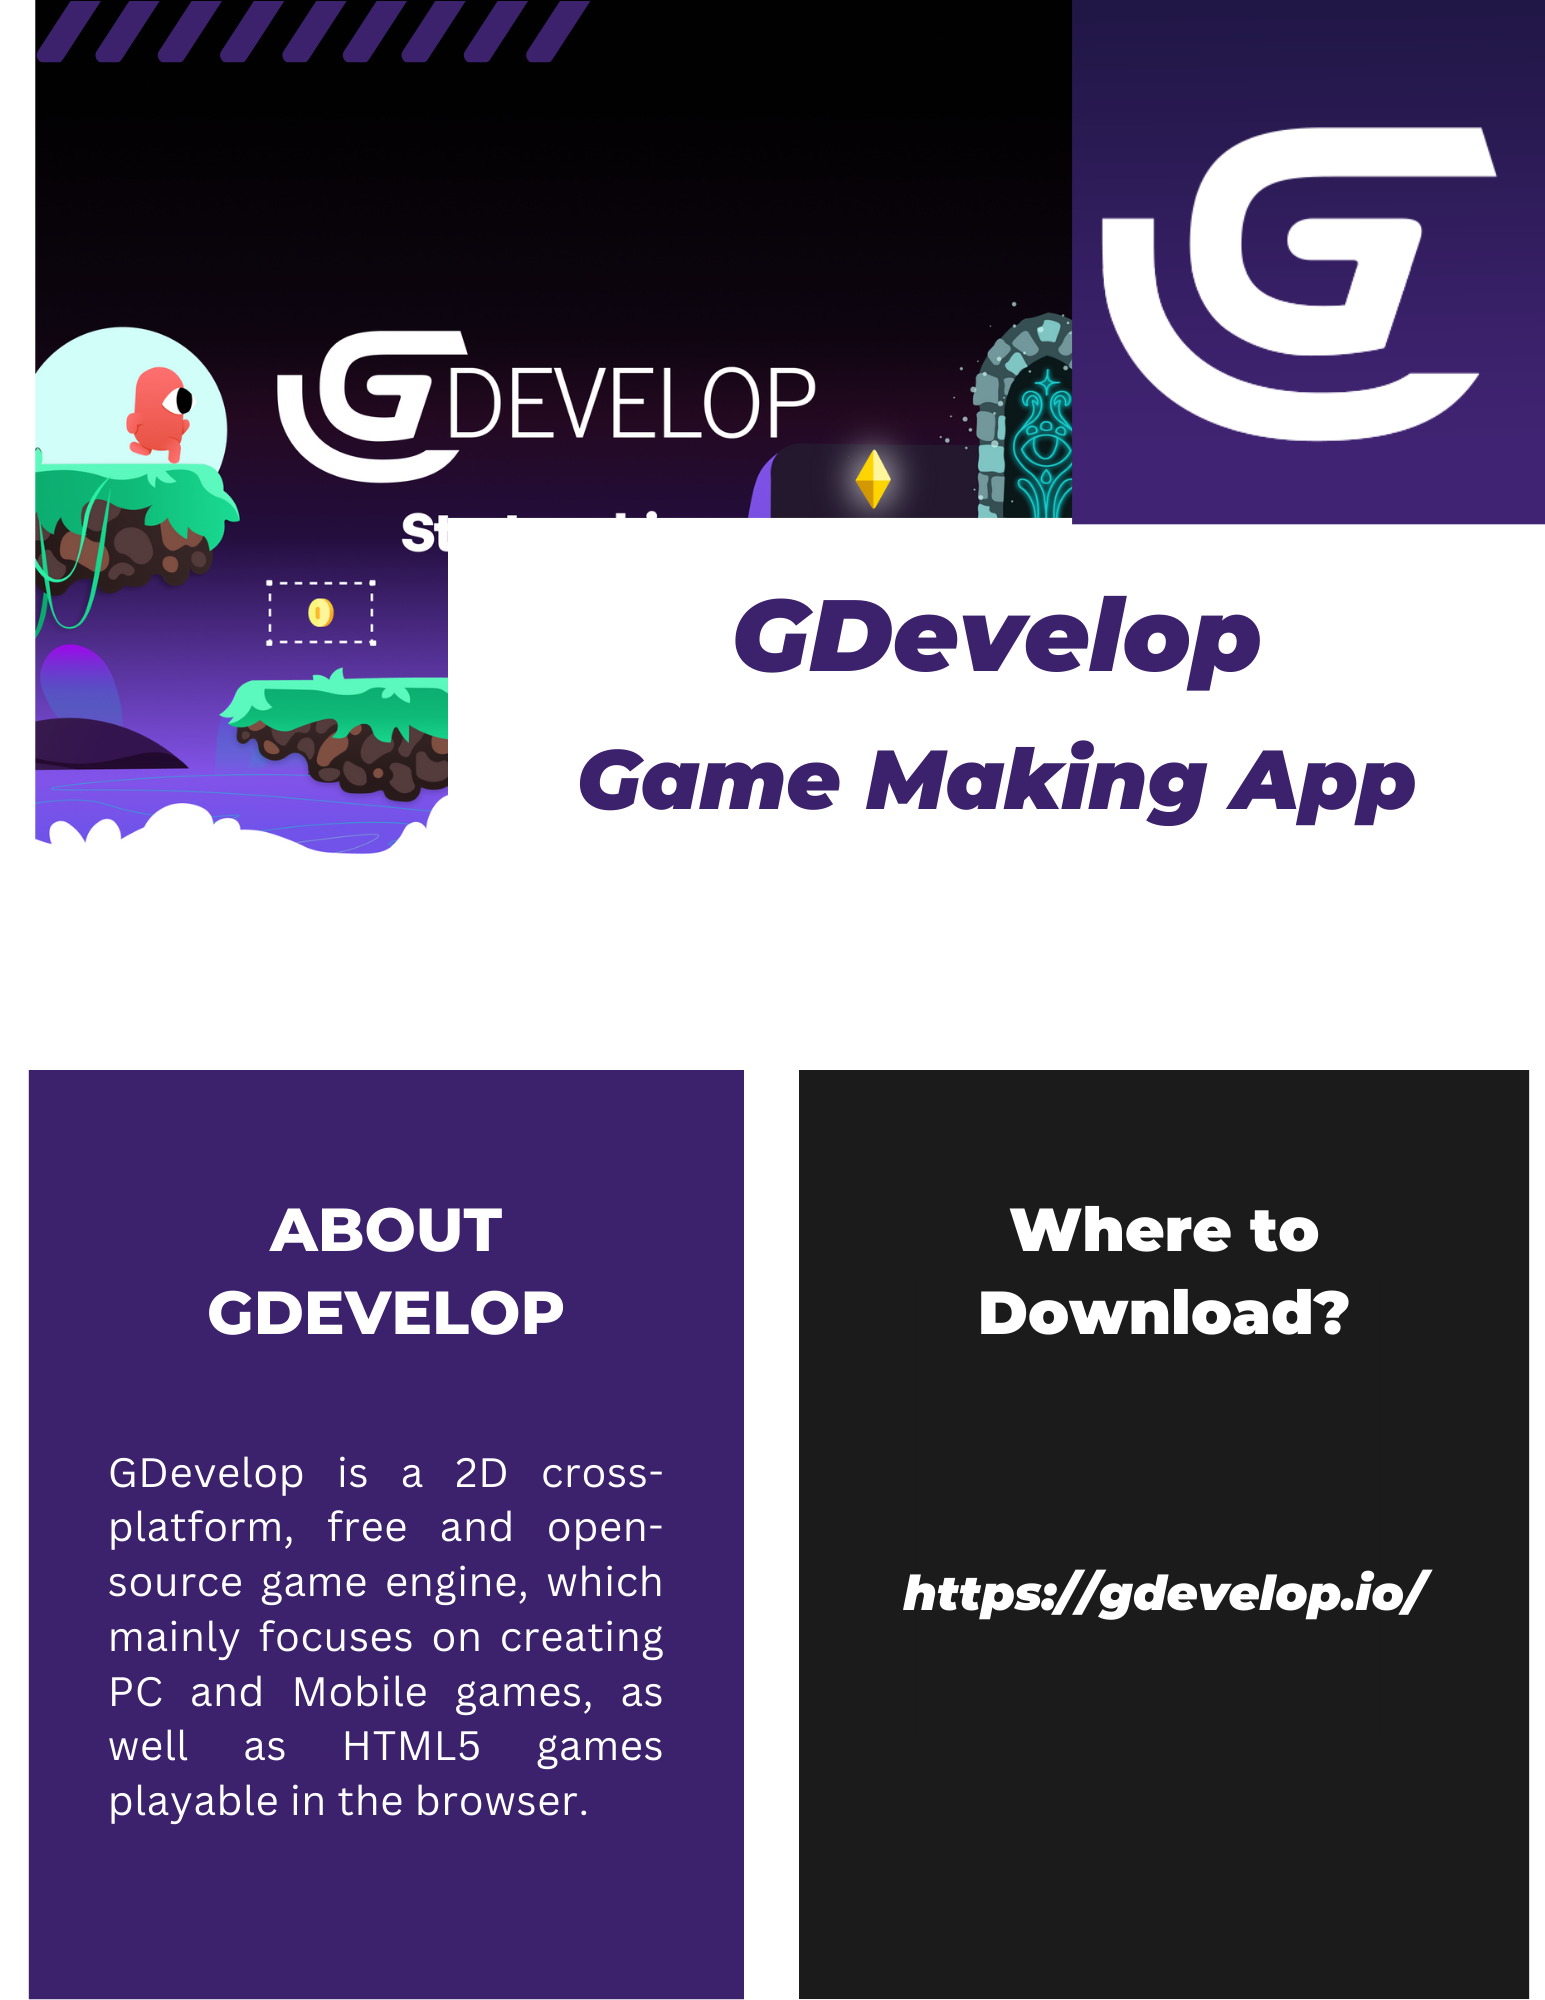 GDEVELOP
GDevelop
Game Making App
ABOUT
GDEVELOP
GDevelop is a 2D cross-
platform, free and open-
source game engine, which
mainly focuses on creating
PC and Mobile games, as
well as HTML5 games
playable in the browser.
Where to
Download?
https://gdevelop.io/